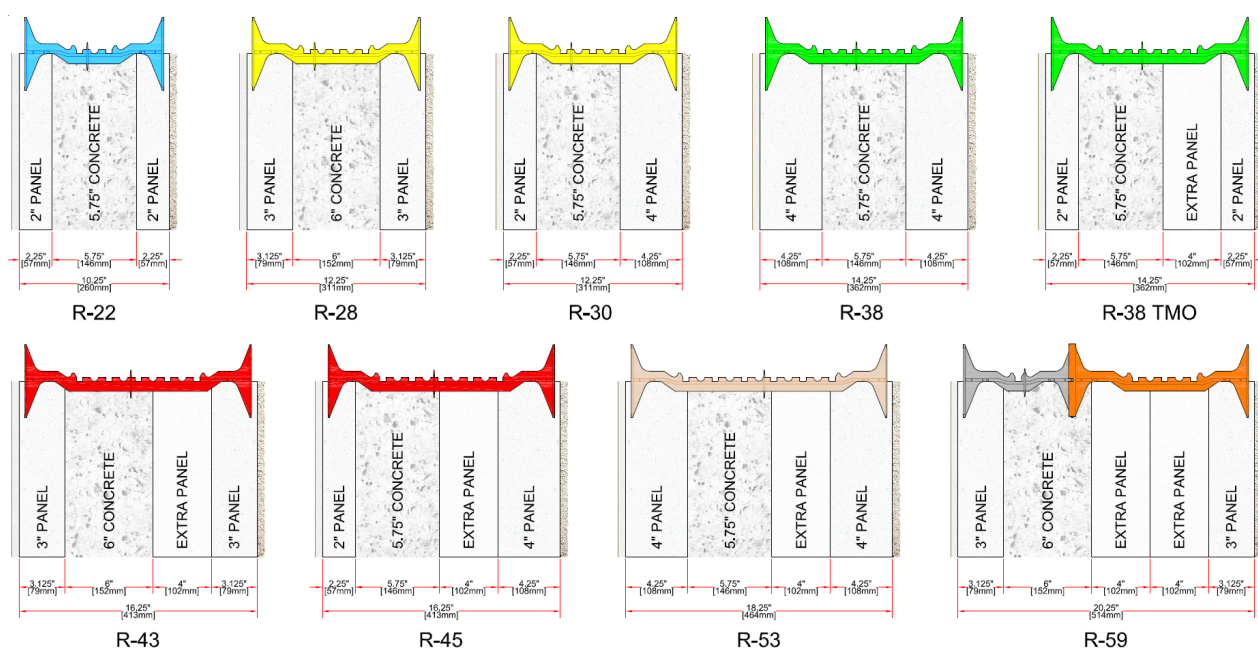 2" PANEL
5.75" CONCRETE
2" PANEL
2.25"
[57mm]
5.75"
[146mm]
2.25"
[57mm]
10.25"
[260mm]
R-22
3" PANEL
6" CONCRETE
3" PANEL
3.125"
[79mm]
6"
[152mm]
3.125"
[79mm]
12.25"
[311mm]
R-28
2" PANEL
5.75" CONCRETE
4" PANEL
2.25"
[57mm]
5.75"
[146mm]
4.25"
[108mm]
12.25"
[311mm]
R-30
4" PANEL
5.75" CONCRETE
4" PANEL
4.25"
[108mm]
5.75"
[146mm]
4.25"
[108mm]
14.25"
[362mm]
R-38
2" PANEL
5.75" CONCRETE
EXTRA PANEL
2" PANEL
2.25"
[57mm]
5.75"
[146mm]
4"
[102mm]
2.25"
[57mm]
14.25"
[362mm]
R-38 TMO
3" PANEL
6" CONCRETE
EXTRA PANEL
3" PANEL
3.125"
[79mm]
6"
[152mm]
4"
[102mm]
3.125"
[79mm]
16.25"
[413mm]
R-43
2" PANEL
5.75" CONCRETE
EXTRA PANEL
4" PANEL
2.25"
[57mm]
5.75"
[146mm]
4"
[102mm]
4.25"
[108mm]
16.25"
[413mm]
R-45
4" PANEL
5.75" CONCRETE
EXTRA PANEL
4" PANEL
4.25"
[108mm]
5.75"
[146mm]
4"
[102mm]
4.25"
[108mm]
18.25"
[464mm]
R-53
3" PANEL
6" CONCRETE
EXTRA PANEL
EXTRA PANEL
3" PANEL
3.125"
[79mm]
6"
[152mm]
4"
[102mm]
4"
[102mm]
3.125"
[79mm]
20.25"
[514mm]
R-59